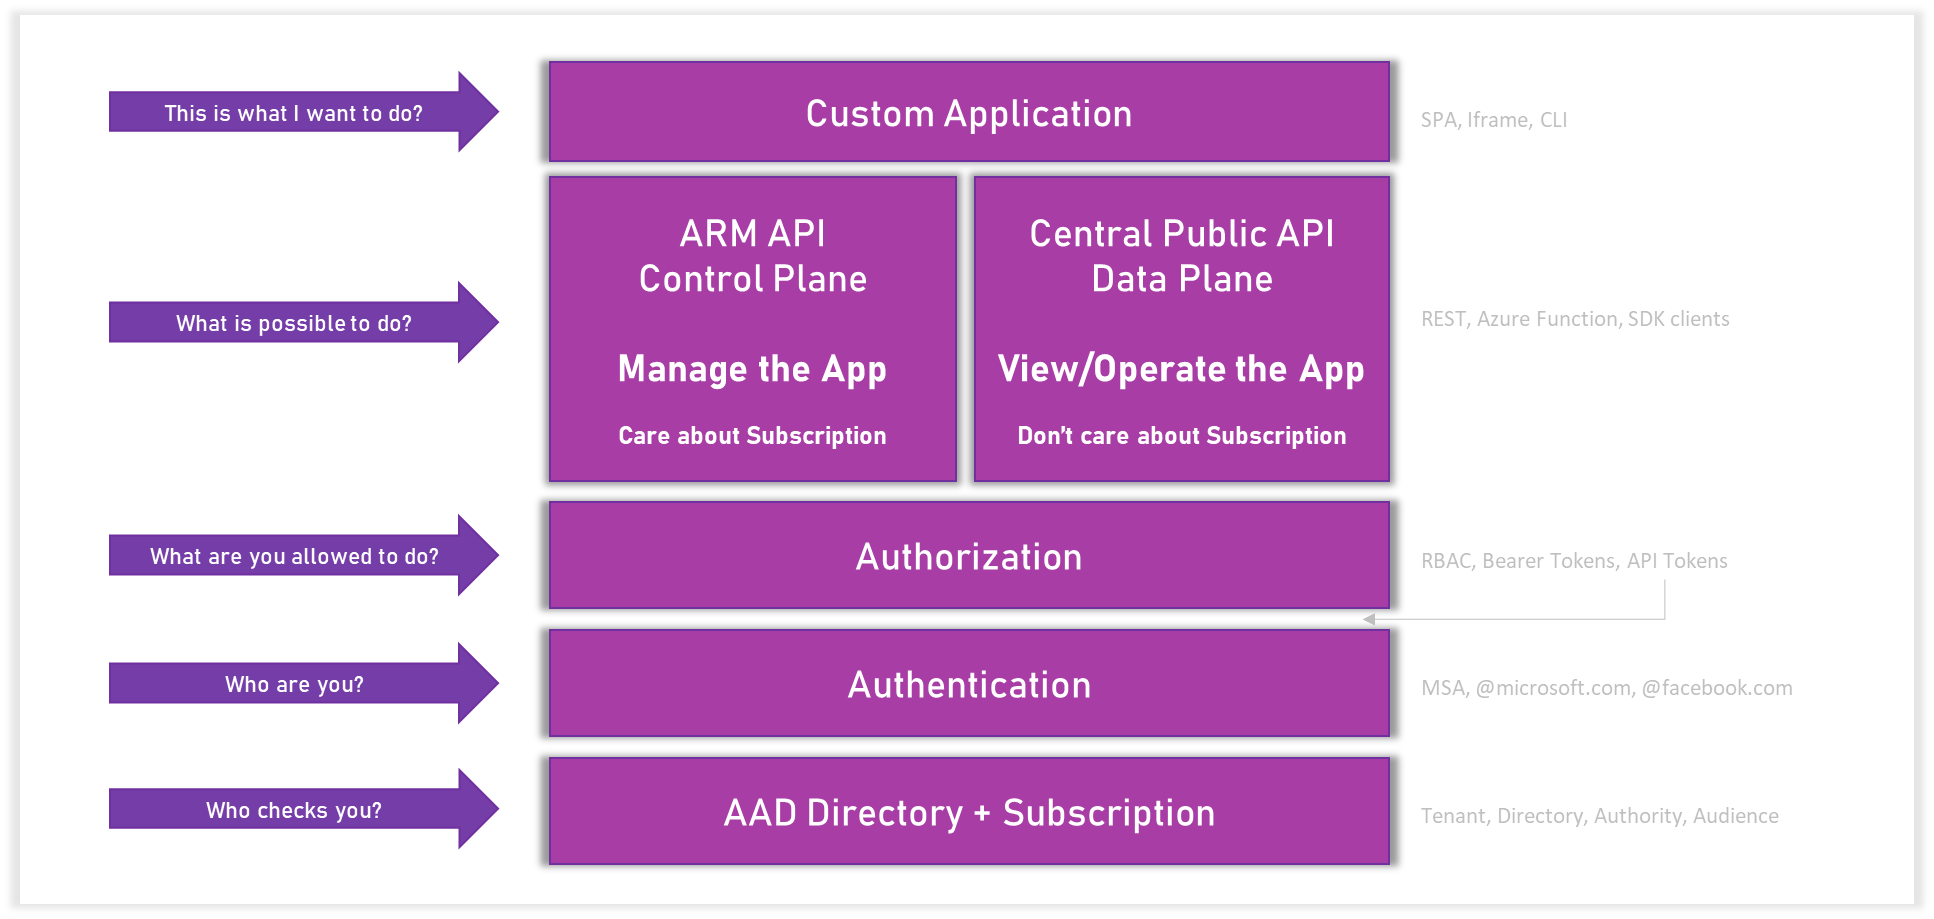 This is what I want to do?
Custom Application
SPA, Iframe, CLI
What is possible to do?
ARM API
Control Plane
Manage the App
Care about Subscription
Central Public API
Data Plane
View/Operate the App
Don't care about Subscription
REST, Azure Function, SDK clients
What are you allowed to do?
Authorization
RBAC, Bearer Tokens, API Tokens
Who are you?
Authentication
MSA, @microsoft.com, @facebook.com
Who checks you?
AAD Directory + Subscription
Tenant, Directory, Authority, Audience